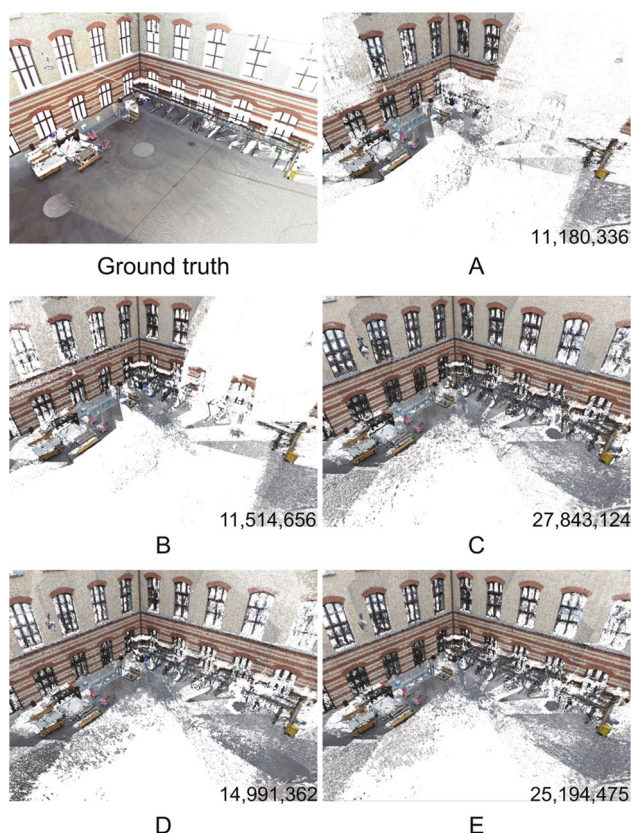 Ground truth
11,180,336
A
11,514,656
B
27,843,124
C
14,991,362
D
25,194,475
E